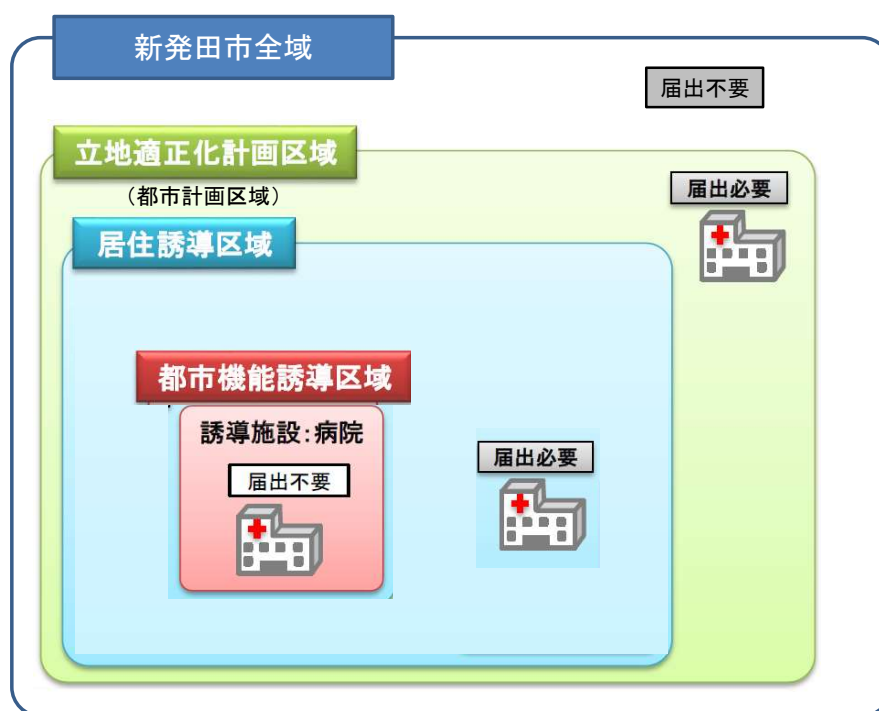 新発田市全域
届出不要
立地適正化計画区域
（都市計画区域）
届出必要
居住誘導区域
都市機能誘導区域
誘導施設：病院
届出不要
届出必要